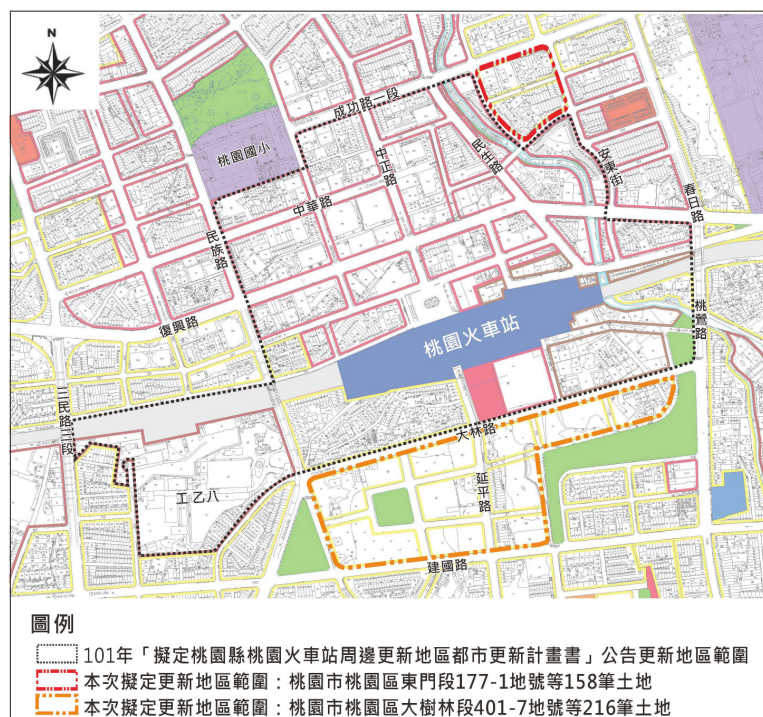 N
成功路一段
桃園國小
中正路
民生路
安東街
中華路
春日路
民族路
桃鶯路
復興路
桃園火車站
三民路三段
大林路
工乙八
延平路
建國路
圖例
101年「擬定桃園縣桃園火車站周邊更新地區都市更新計畫書」公告更新地區範圍
本次擬定更新地區範圍：桃園市桃園區東門段177-1地號等158筆土地
本次擬定更新地區範圍：桃園市桃園區大樹林段401-7地號等216筆土地